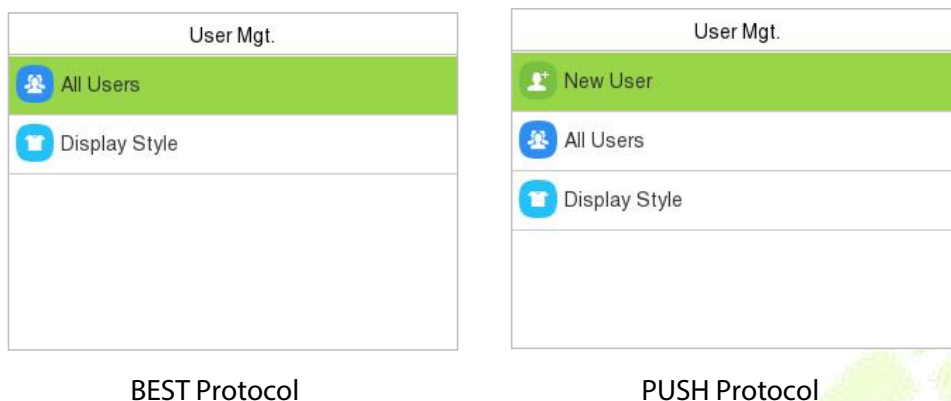 User Mgt.
All Users
Display Style
BEST Protocol
User Mgt.
New User
All Users
Display Style
PUSH Protocol